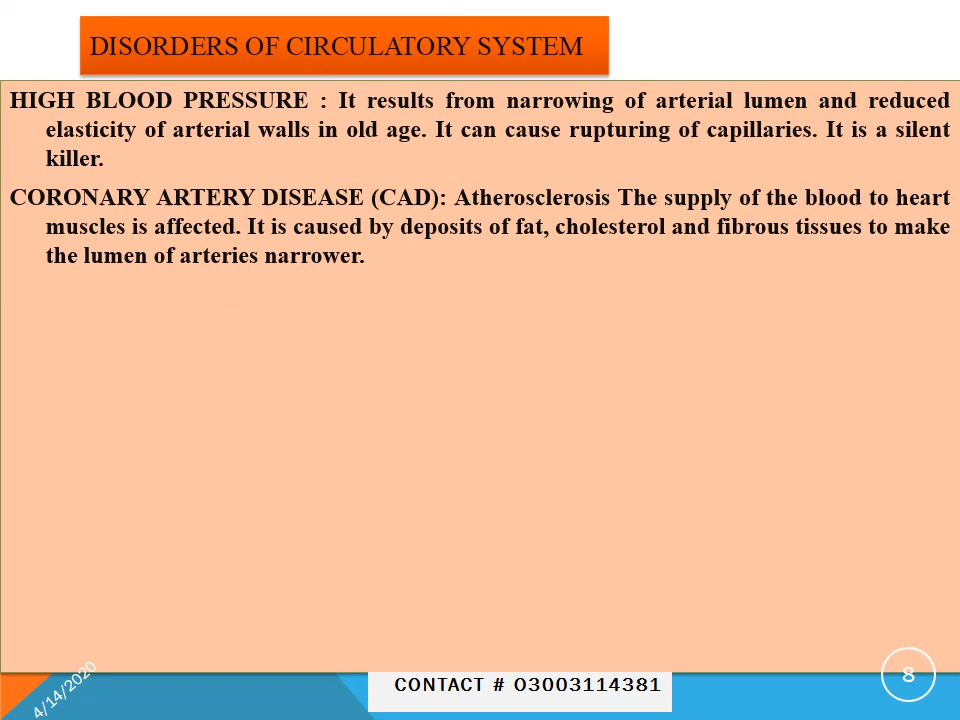 DISORDERS OF CIRCULATORY SYSTEM
HIGH BLOOD PRESSURE : It results from narrowing of arterial lumen and reduced
elasticity of arterial walls in old age. It can cause rupturing of capillaries. It is a silent
killer.
CORONARY ARTERY DISEASE (CAD): Atherosclerosis The supply of the blood to heart
muscles is affected. It is caused by deposits of fat, cholesterol and fibrous tissues to make
the lumen of arteries narrower.
4/14/2020
CONTACT # 03003114381
8